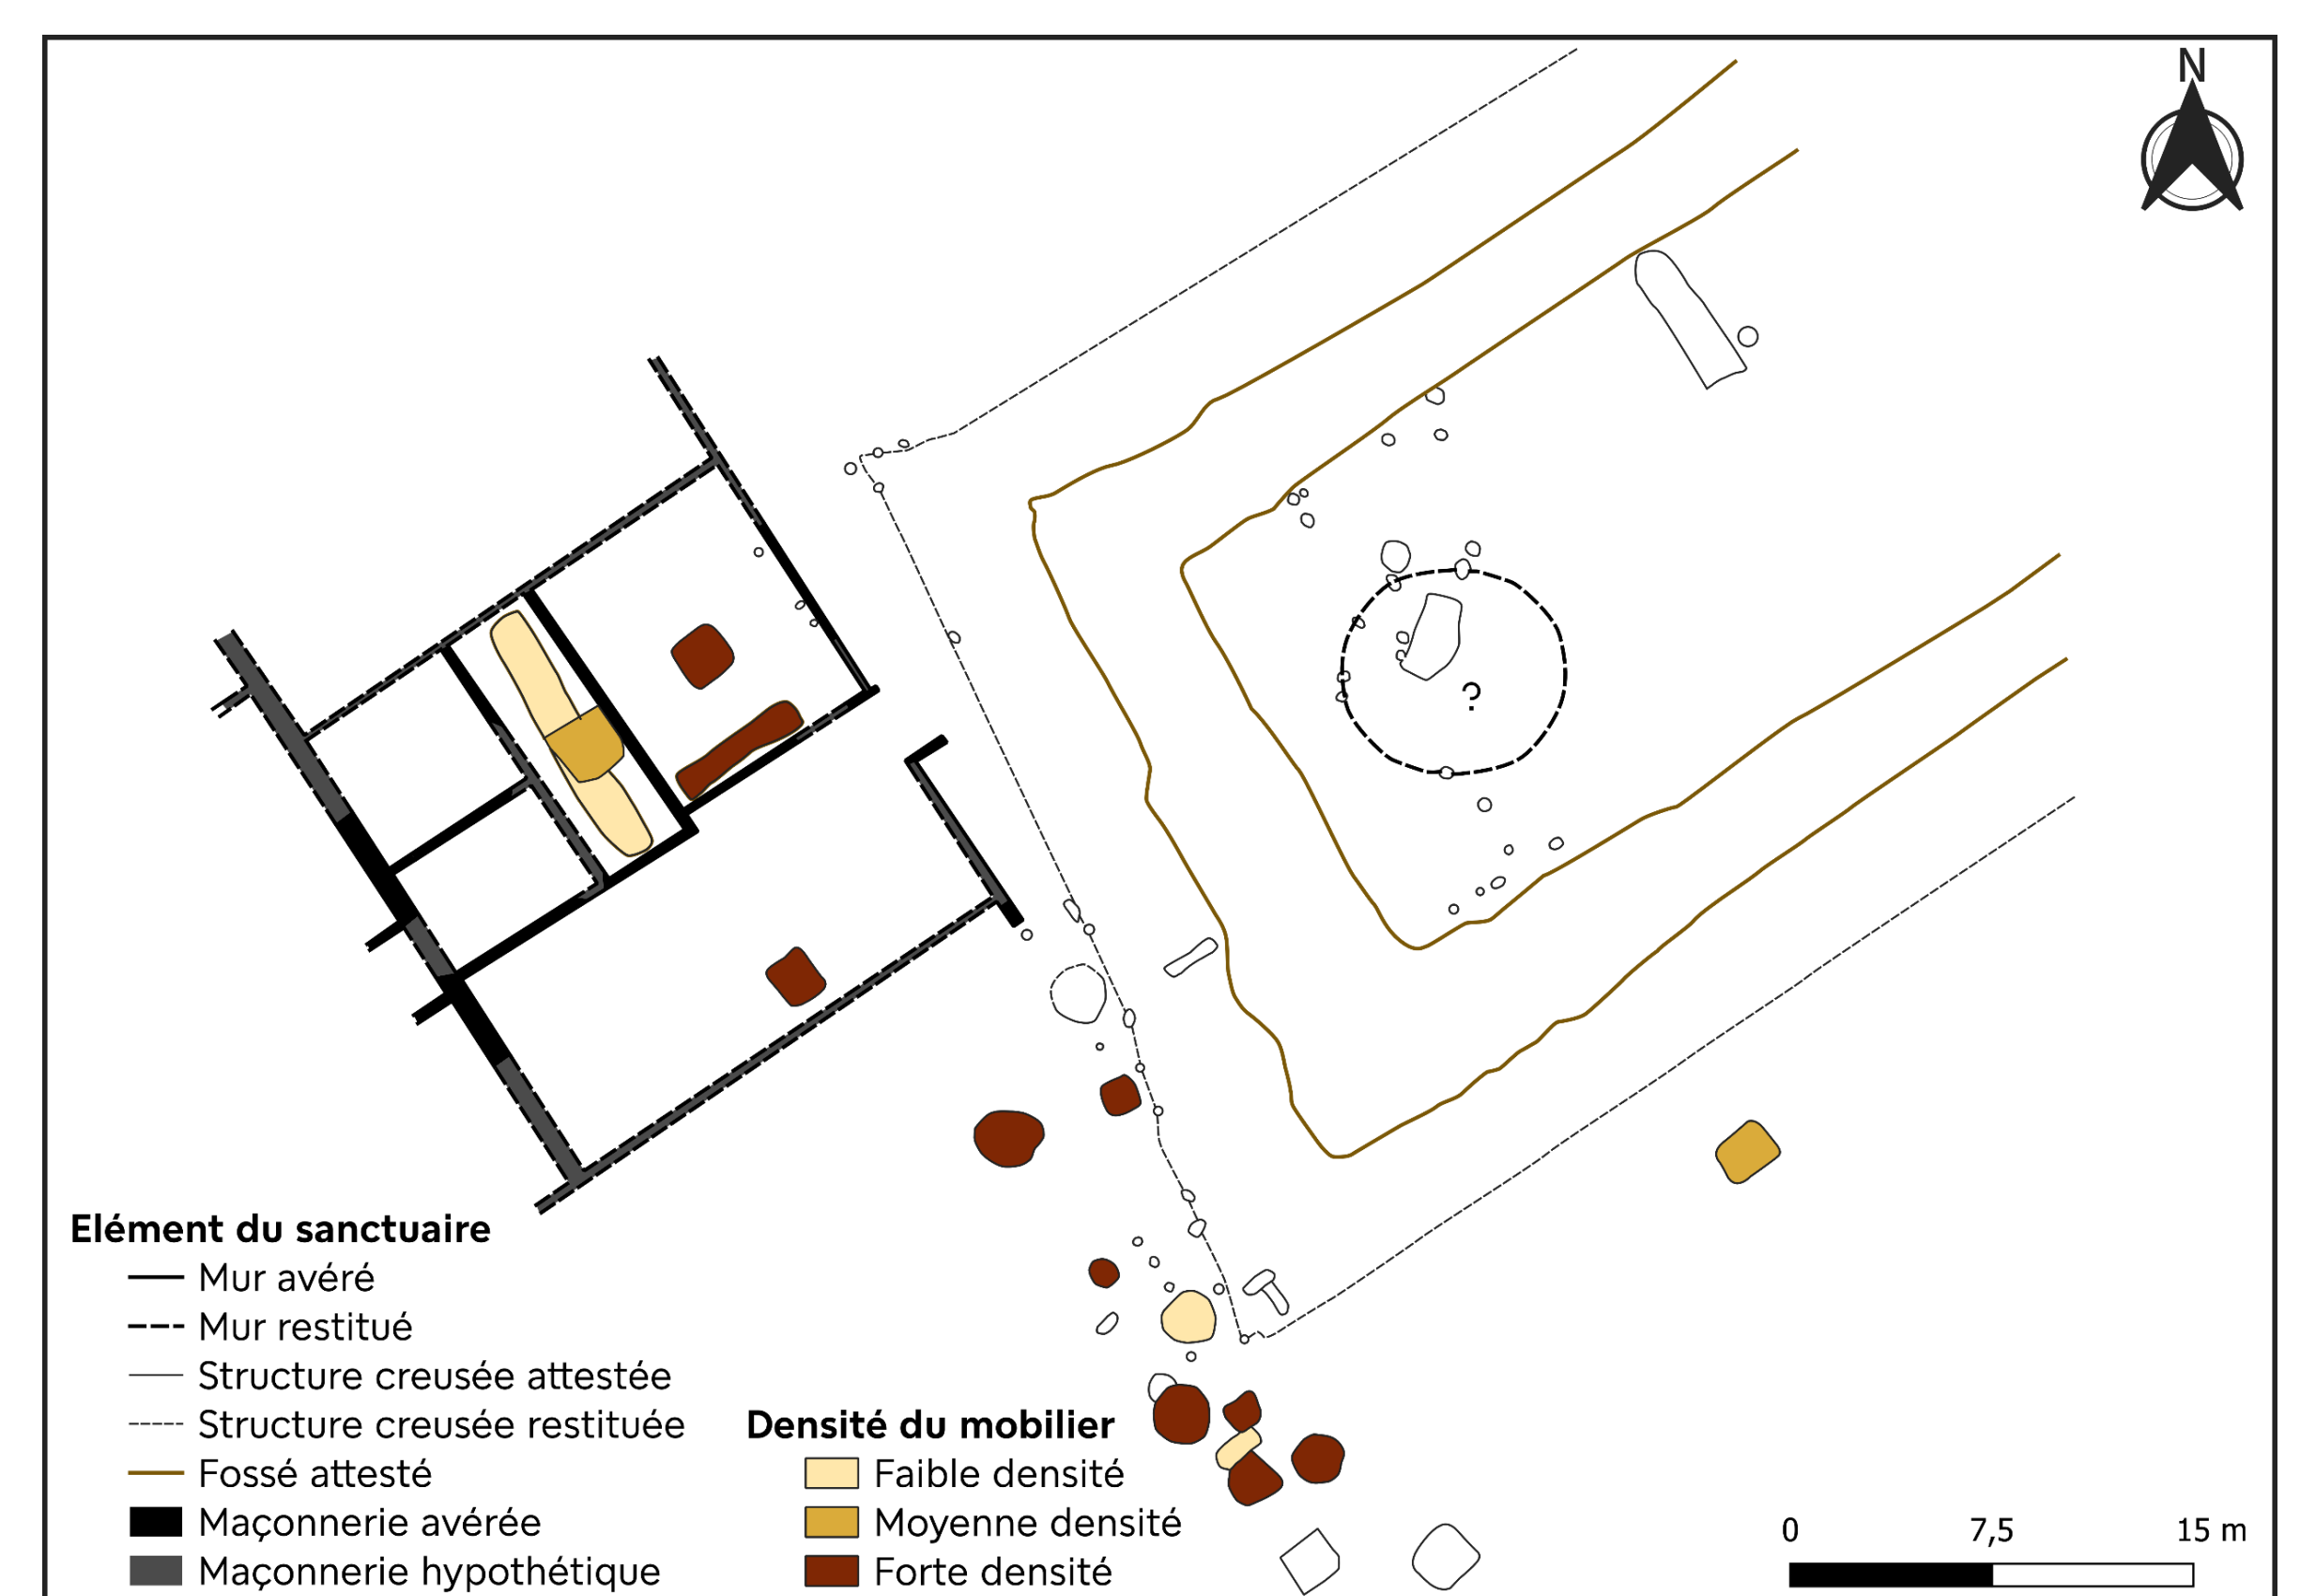 N
?
Elément du sanctuaire
Mur avéré
Mur restitué
Structure creusée attestée
Structure creusée restituée
Fossé attesté
Maçonnerie avérée
Maçonnerie hypothétique
Densité du mobilier
Faible densité
Moyenne densité
Forte densité
0 7,5 15 m